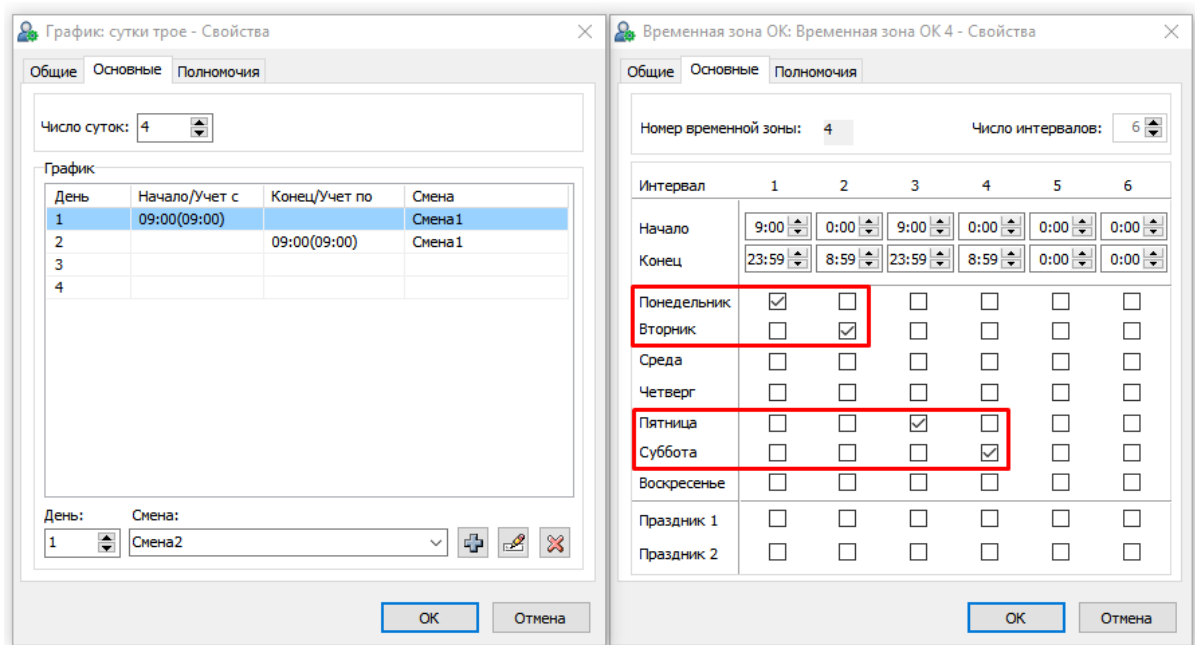 График: сутки трое - Свойства
Общие Основные Полномочия
Число суток: 4
График
День Начало/Учет с Конец/Учет по Смена
1 09:00(09:00) Смена1
2 09:00(09:00) Смена1
3
4
День: Смена:
1 Смена2
ОК Отмена
Временная зона ОК: Временная зона ОК 4 - Свойства
Общие Основные Полномочия
Номер временной зоны: 4 Число интервалов: 6
Интервал 1 2 3 4 5 6
Начало 9:00 0:00 9:00 0:00 0:00 0:00
Конец 23:59 8:59 23:59 8:59 0:00 0:00
Понедельник
Вторник
Среда
Четверг
Пятница
Суббота
Воскресенье
Праздник 1
Праздник 2
ОК Отмена